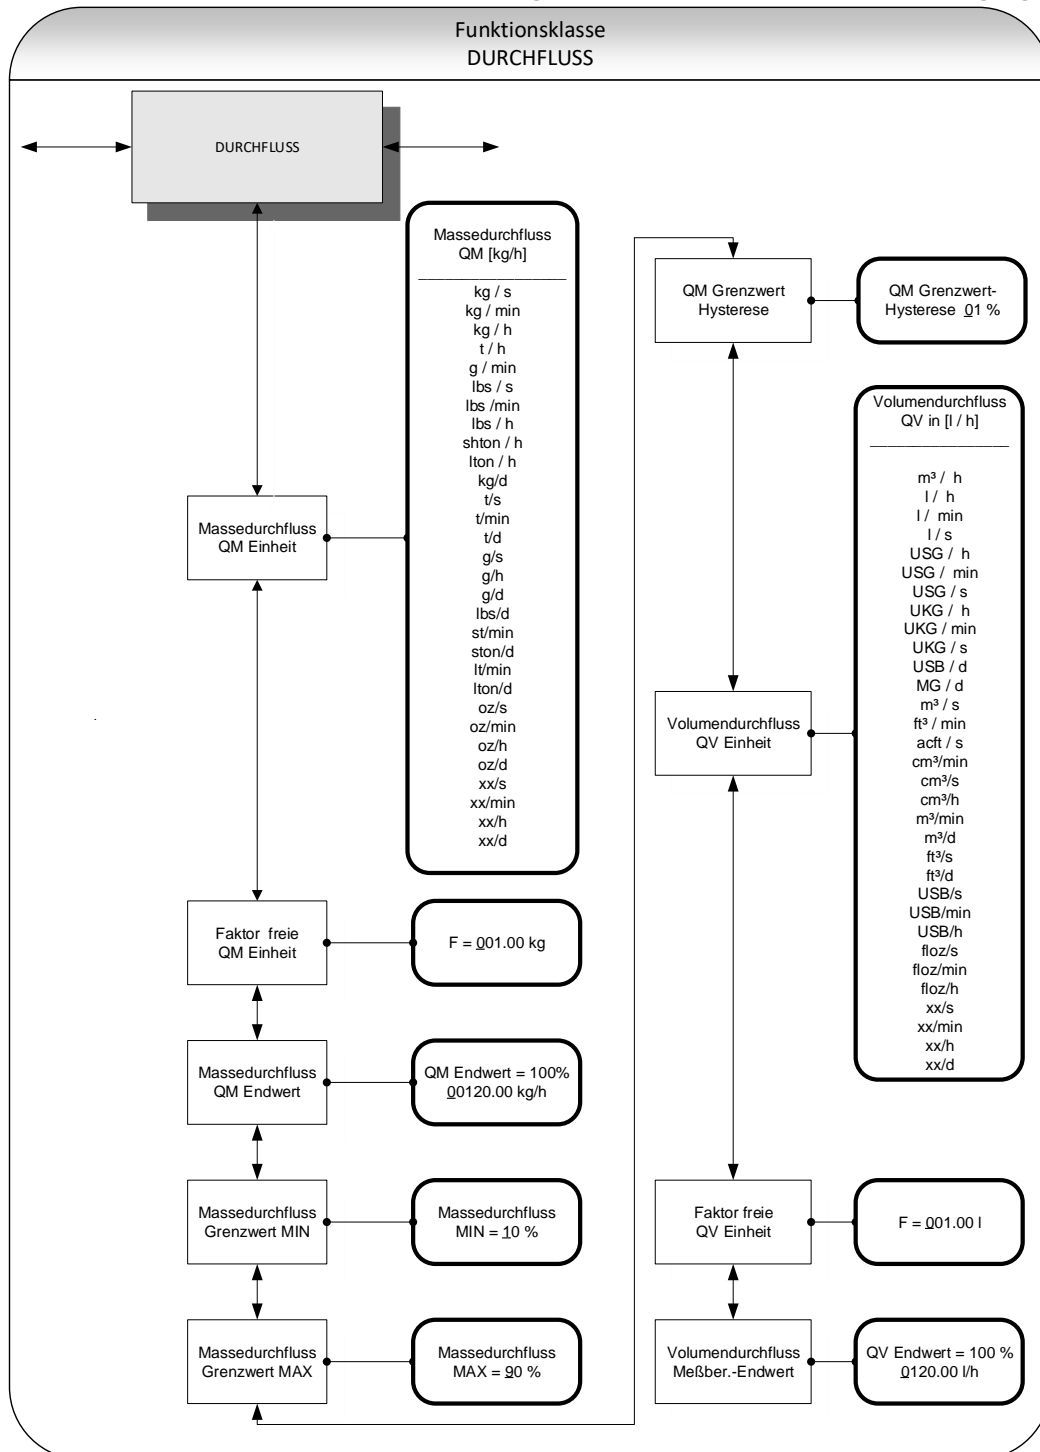 Funktionsklasse
DURCHFLUSS
DURCHFLUSS
Massedurchfluss
QM [kg/h]
kg / s
kg / min
kg / h
t / h
g / min
lbs / s
lbs /min
lbs / h
shton / h
lton / h
kg/d
t/s
t/min
t/d
g/s
g/h
g/d
lbs/d
st/min
ston/d
lt/min
lton/d
oz/s
oz/min
oz/h
oz/d
xx/s
xx/min
xx/h
xx/d
Massedurchfluss
QM Einheit
Faktor freie
QM Einheit
F = 001.00 kg
Massedurchfluss
QM Endwert
QM Endwert = 100%
00120.00 kg/h
Massedurchfluss
Grenzwert MIN
Massedurchfluss
MIN = 10 %
Massedurchfluss
Grenzwert MAX
Massedurchfluss
MAX = 90 %
QM Grenzwert
Hysterese
QM Grenzwert-
Hysterese 01 %
Volumendurchfluss
QV in [l / h]
m³ / h
l / h
l / min
l / s
USG / h
USG / min
USG / s
UKG / h
UKG / min
UKG / s
USB / d
MG / d
m³ / s
ft³ / min
acft / s
cm³/min
cm³/s
cm³/h
m³/min
m³/d
ft³/s
ft³/d
USB/s
USB/min
USB/h
floz/s
floz/min
floz/h
xx/s
xx/min
xx/h
xx/d
Volumendurchfluss
QV Einheit
Faktor freie
QV Einheit
F = 001.00 l
Volumendurchfluss
Meßber.-Endwert
QV Endwert = 100 %
0120.00 l/h